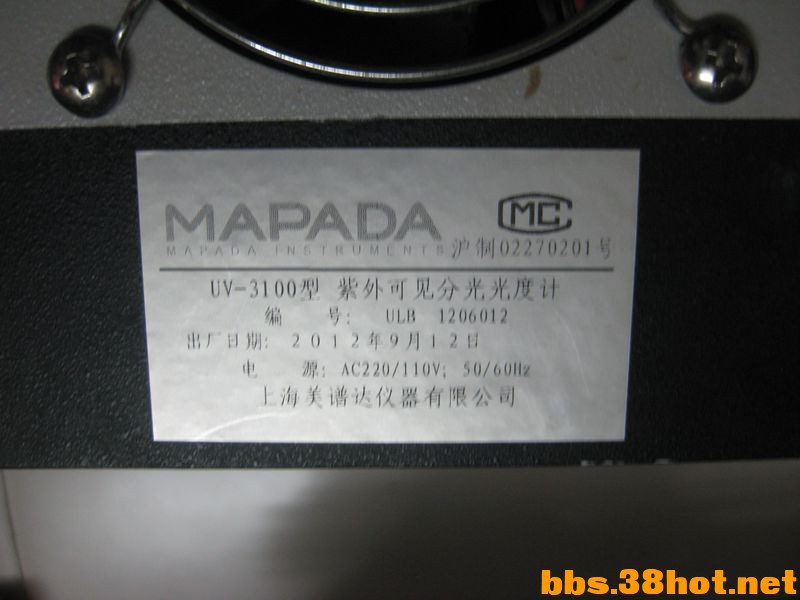 MAPADA
MC
MAPADA INSTRUMENTS
沪制02270201号
UV-3100型 紫外可见分光光度计
编 号: ULB 1206012
出厂日期: 2012年9月12日
电 源: AC220/110V; 50/60Hz
上海美谱达仪器有限公司
bbs.38hot.net